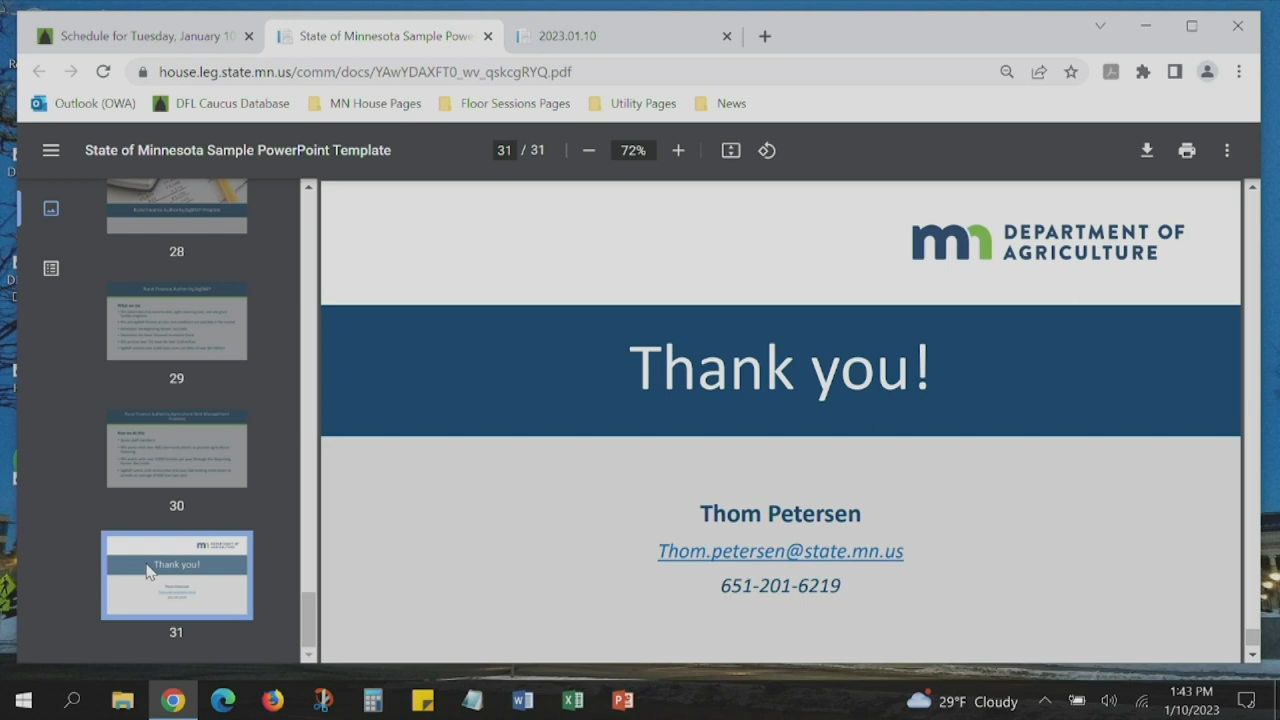 Schedule for Tuesday, January 10
State of Minnesota Sample Powe
2023.01.10
house.leg.state.mn.us/comm/docs/YAwYDAXFT0_wv_qskcgRYQ.pdf
Outlook (OWA)
DFL Caucus Database
MN House Pages
Floor Sessions Pages
Utility Pages
News
State of Minnesota Sample PowerPoint Template
31 / 31
72%
28
29
30
Thank you!
31
mn DEPARTMENT OF
AGRICULTURE
Thank you!
Thom Petersen
Thom.petersen@state.mn.us
651-201-6219
29°F Cloudy
1:43 PM
1/10/2023